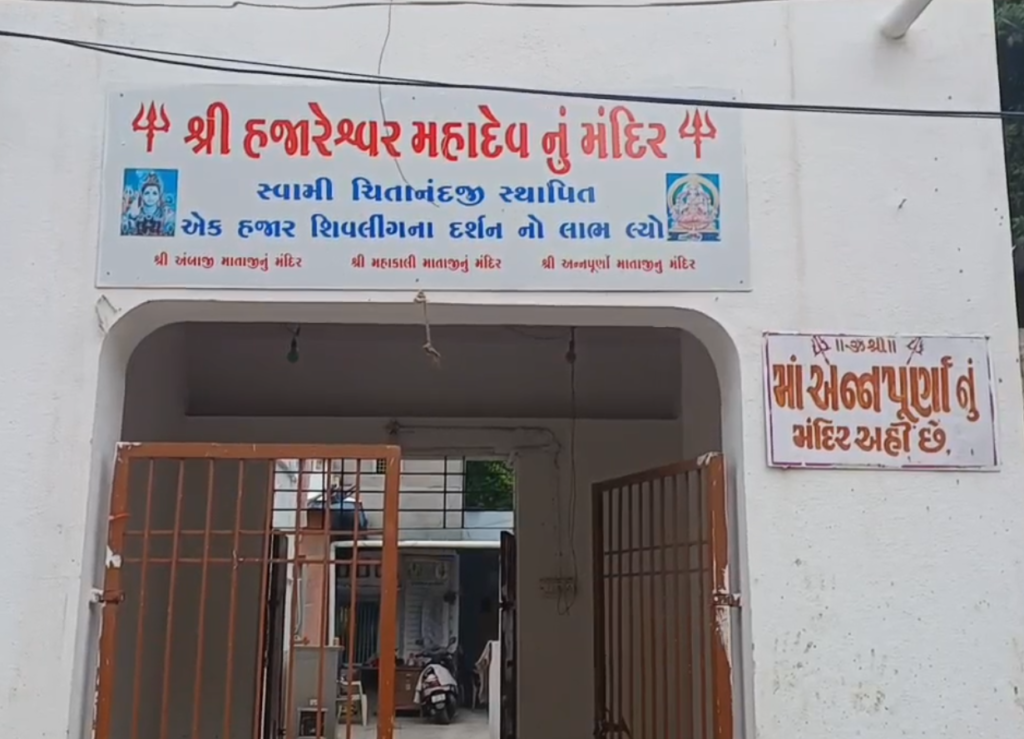 શ્રી હજારેશ્વર મહાદેવ નું મંદિર
સ્વામી ચિતાનંદજી સ્થાપિત
એક હજાર શિવલીગના દર્શન નો લાભ લ્યો
શ્રી અંબાજી માતાજીનું મંદિર શ્રી મહાકાલી માતાજીનું મંદિર શ્રી અન્નપૂર્ણા માતાજીનુ મંદિર
॥ ૐ શ્રી ॥
માઁ અન્નપૂર્ણા નું
મંદિર અહીં છે.